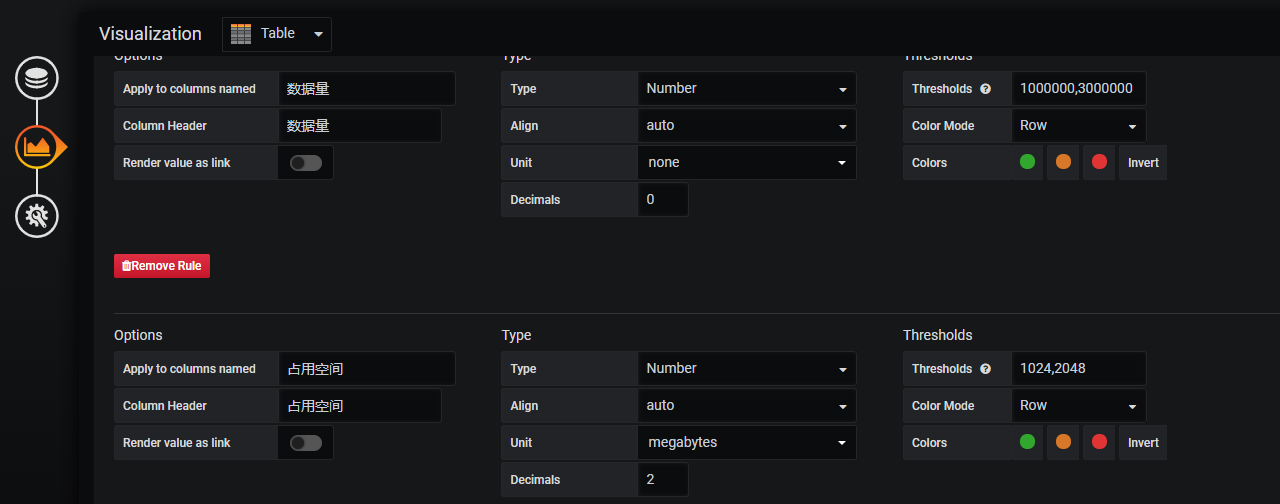 Visualization Table
Options Type Thresholds
Apply to columns named 数据量 Type Number Thresholds 1000000,3000000
Column Header 数据量 Align auto Color Mode Row
Render value as link Unit none Colors Invert
Decimals 0
Remove Rule
Options Type Thresholds
Apply to columns named 占用空间 Type Number Thresholds 1024,2048
Column Header 占用空间 Align auto Color Mode Row
Render value as link Unit megabytes Colors Invert
Decimals 2